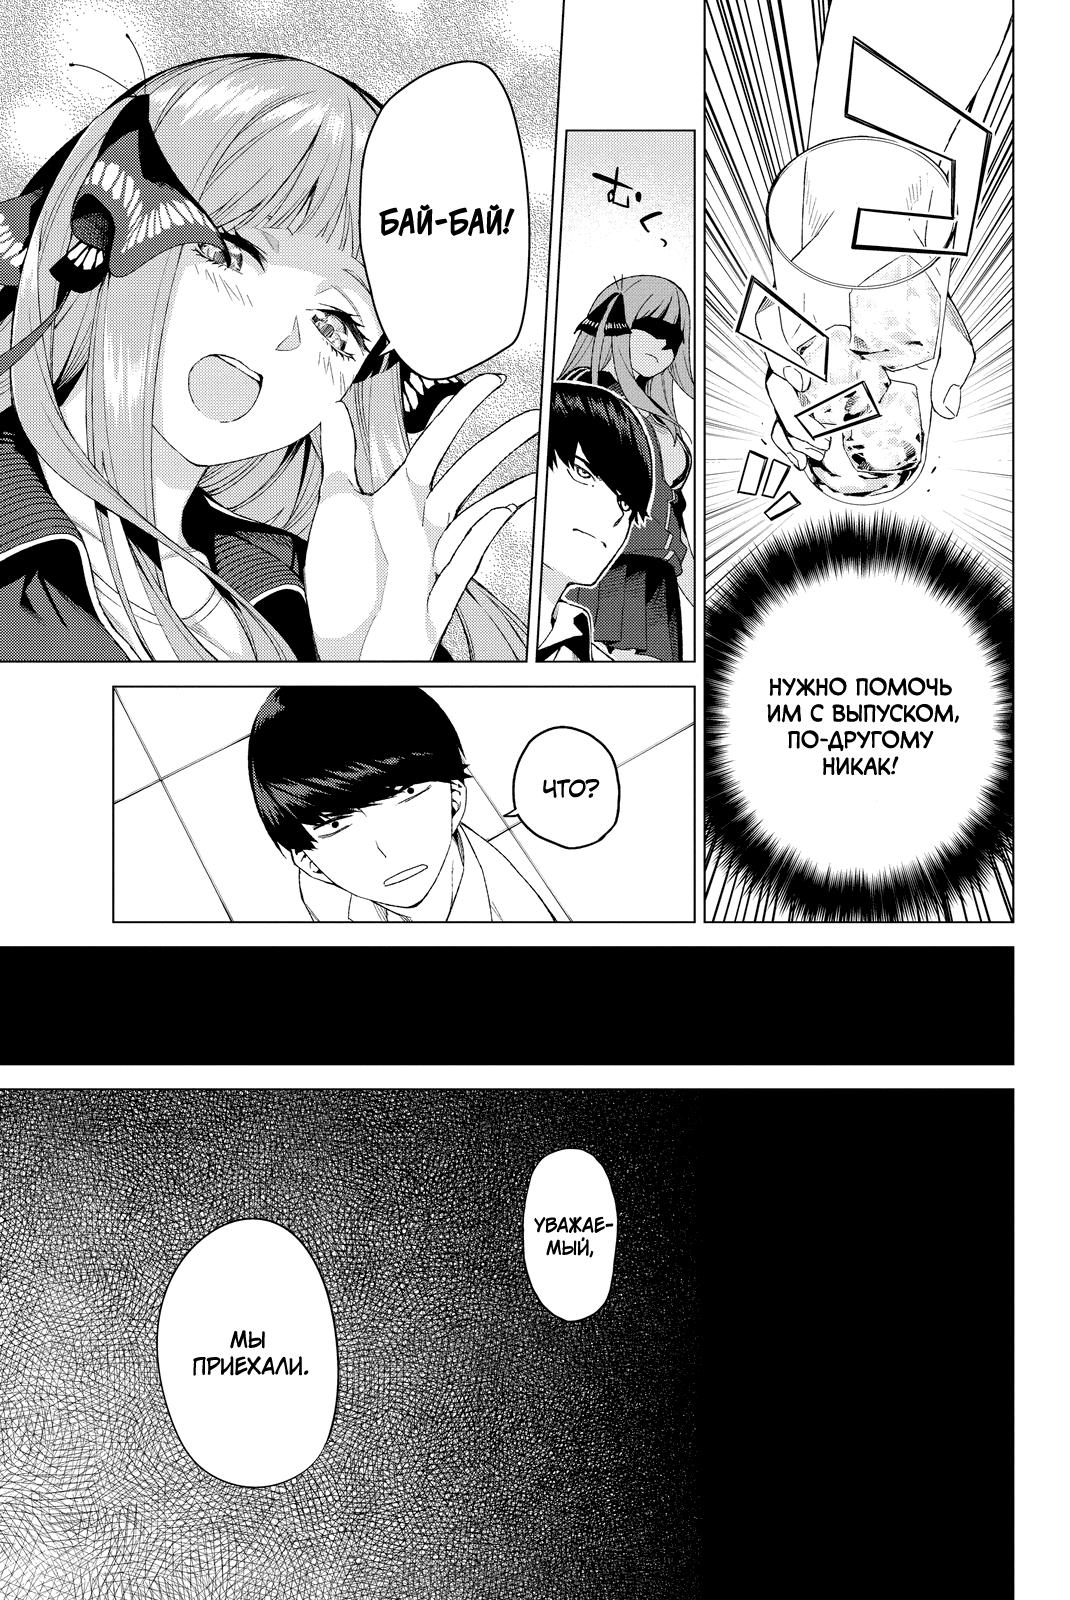 НУЖНО ПОМОЧЬ
ИМ С ВЫПУСКОМ,
ПО-ДРУГОМУ
НИКАК!
むくっ
БАЙ-БАЙ!
ЧТО?
УВАЖАЕ-
МЫЙ,
МЫ
ПРИЕХАЛИ.